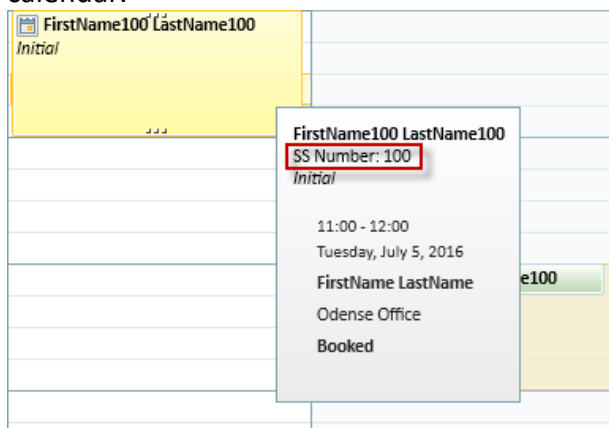 calendar.
FirstName100 LastName100
Initial
FirstName100 LastName100
SS Number: 100
Initial
11:00 - 12:00
Tuesday, July 5, 2016
FirstName LastName
Odense Office
Booked
e100